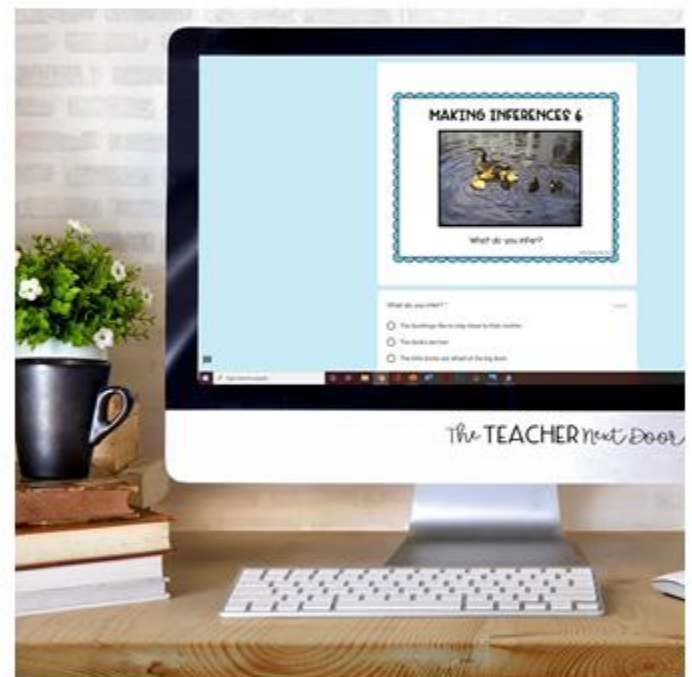 MAKING INFERENCES 6
What do you infer?
What do you infer? *
The ducklings like to stay close to their mother
The ducks are
The little ducks are afraid of the big duck
The TEACHER Next Door